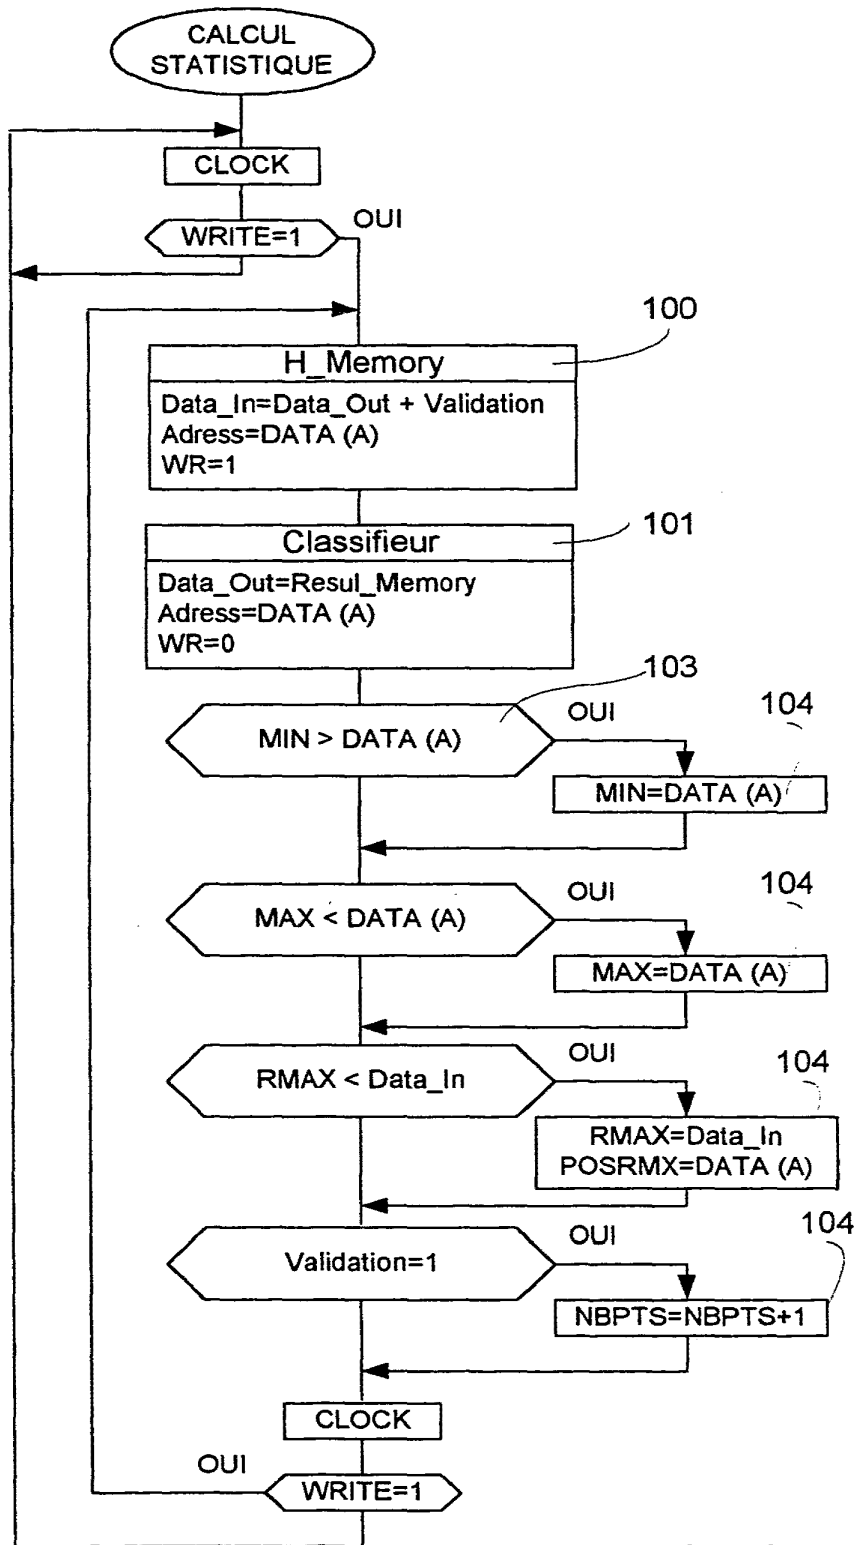 CALCUL
STATISTIQUE
CLOCK
WRITE=1
OUI
100
H_Memory
Data_In=Data_Out + Validation
Adress=DATA (A)
WR=1
101
Classifieur
Data_Out=Resul_Memory
Adress=DATA (A)
WR=0
103
MIN > DATA (A)
OUI
104
MIN=DATA (A)
MAX < DATA (A)
OUI
104
MAX=DATA (A)
RMAX < Data_In
OUI
104
RMAX=Data_In
POSRMX=DATA (A)
Validation=1
OUI
104
NBPTS=NBPTS+1
CLOCK
OUI
WRITE=1